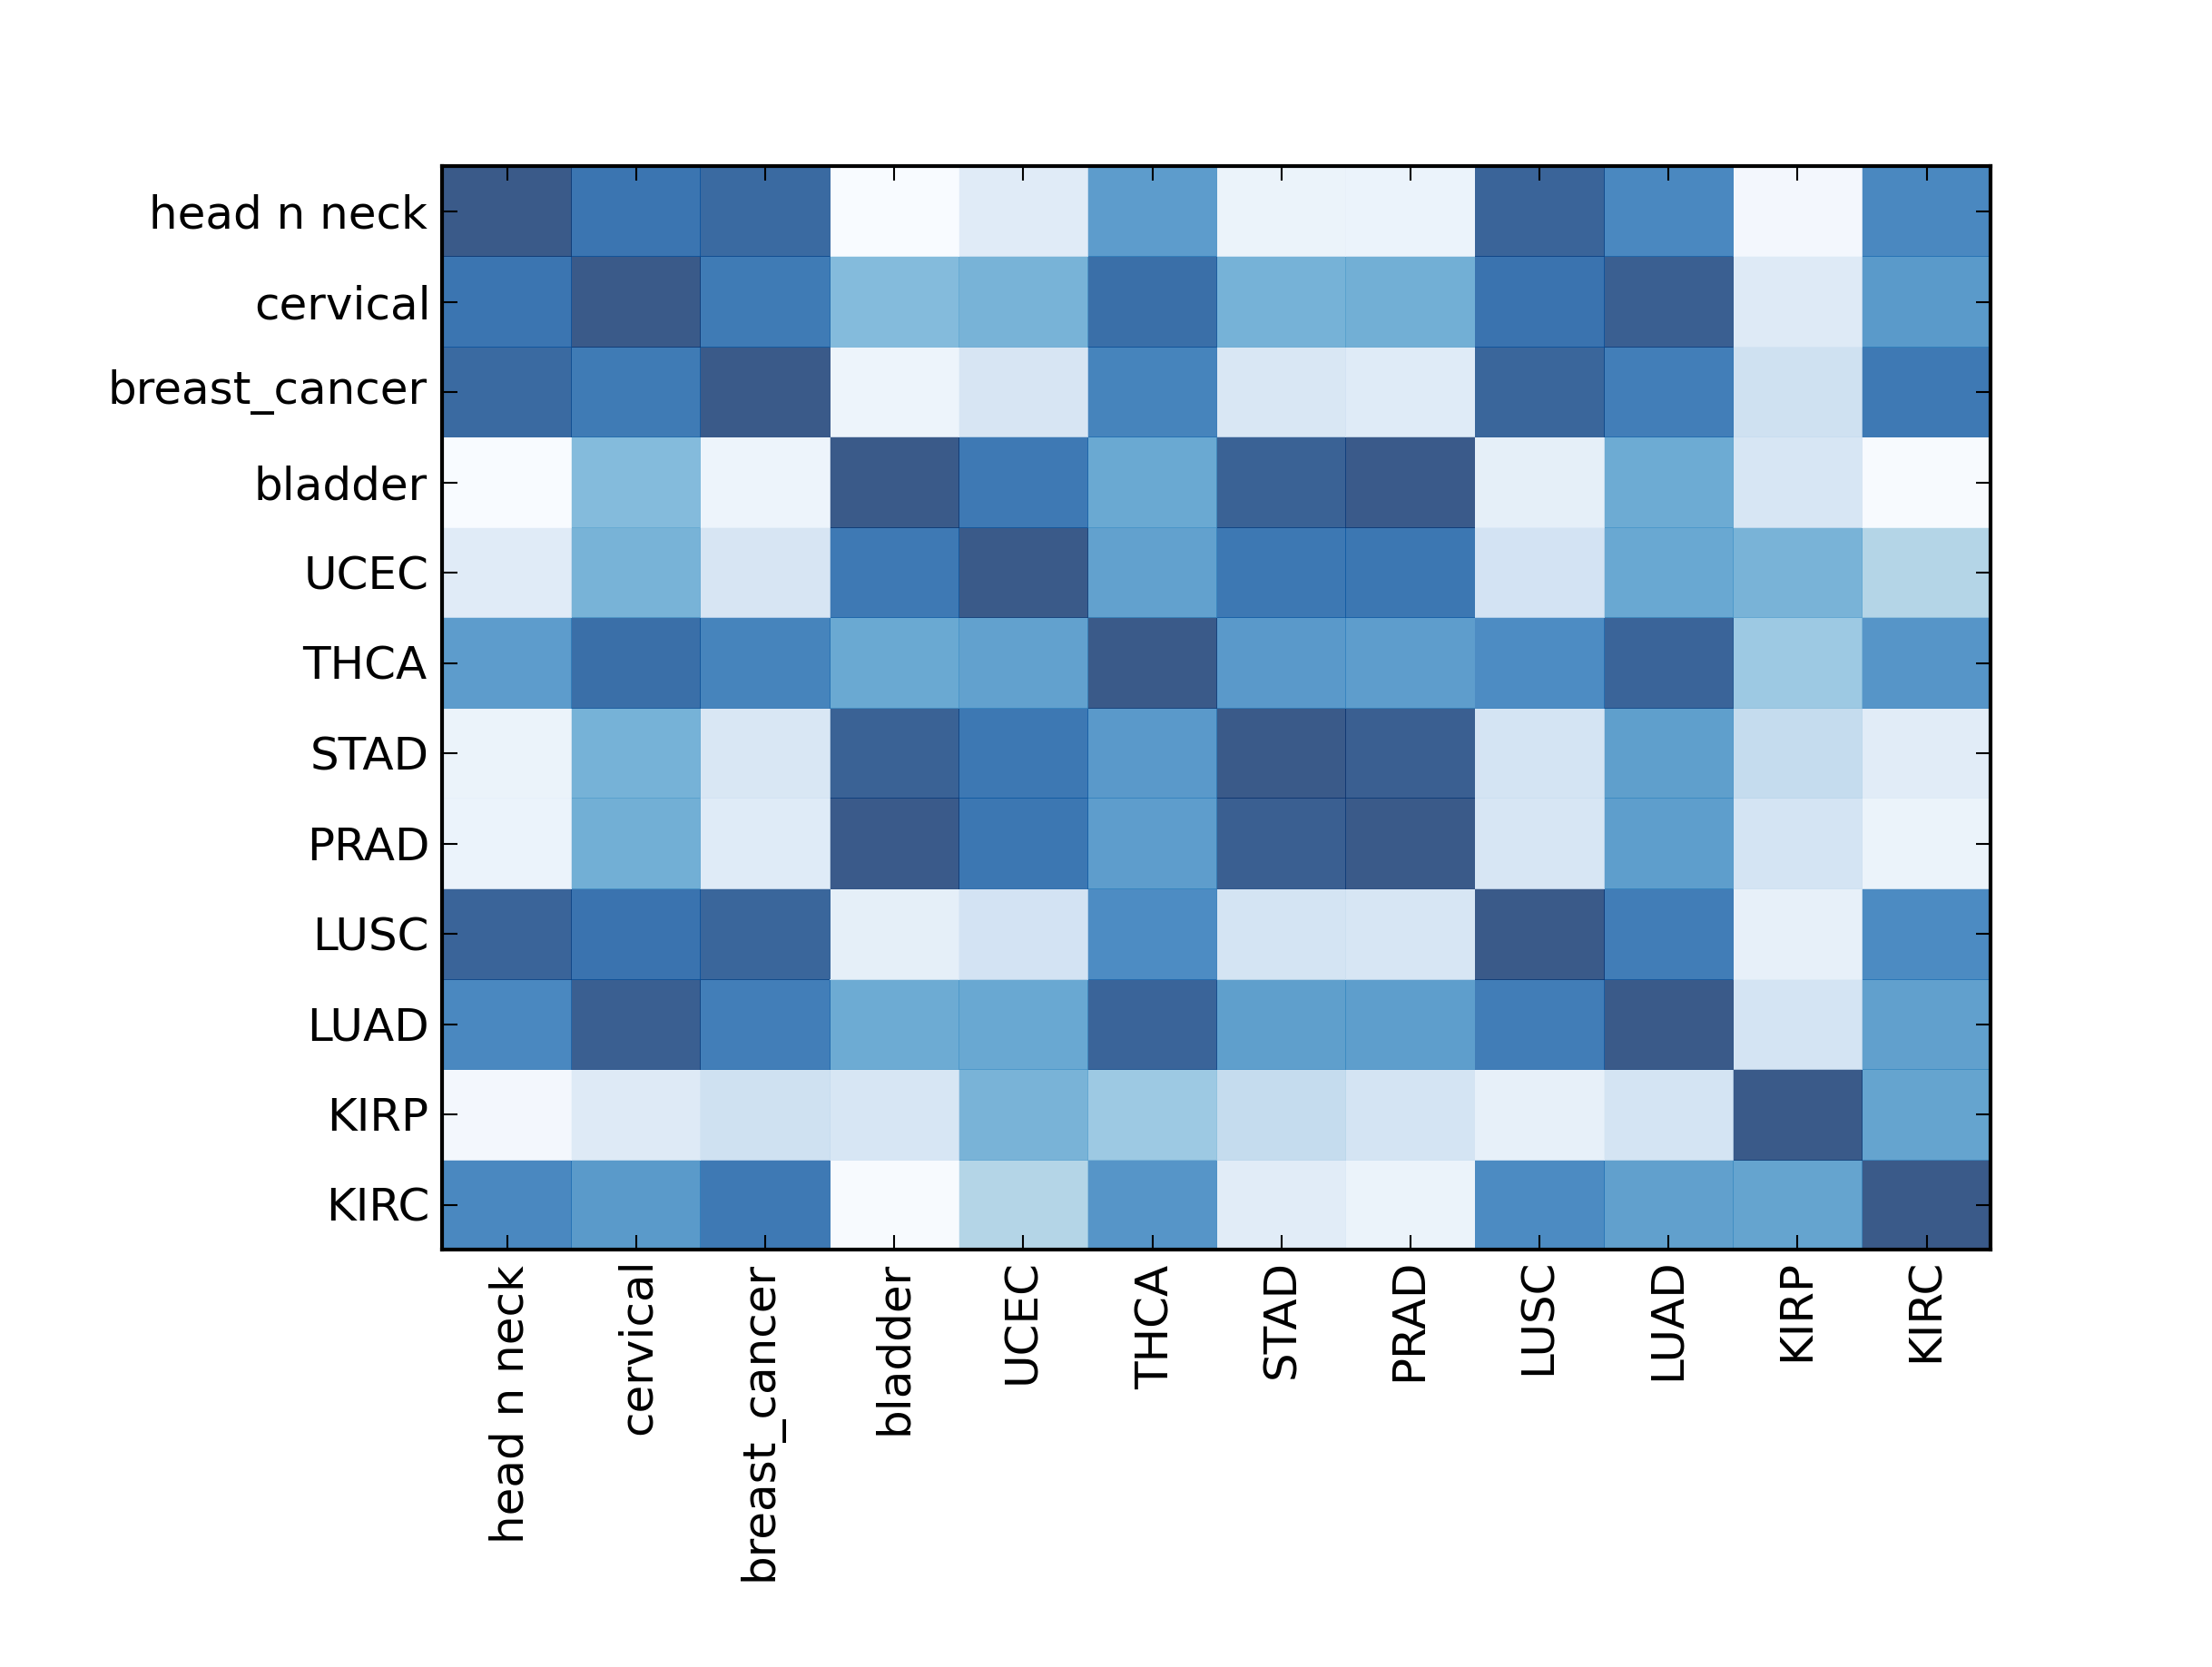 head n neck
cervical
breast_cancer
bladder
UCEC
THCA
STAD
PRAD
LUSC
LUAD
KIRP
KIRC
head n neck
cervical
breast_cancer
bladder
UCEC
THCA
STAD
PRAD
LUSC
LUAD
KIRP
KIRC